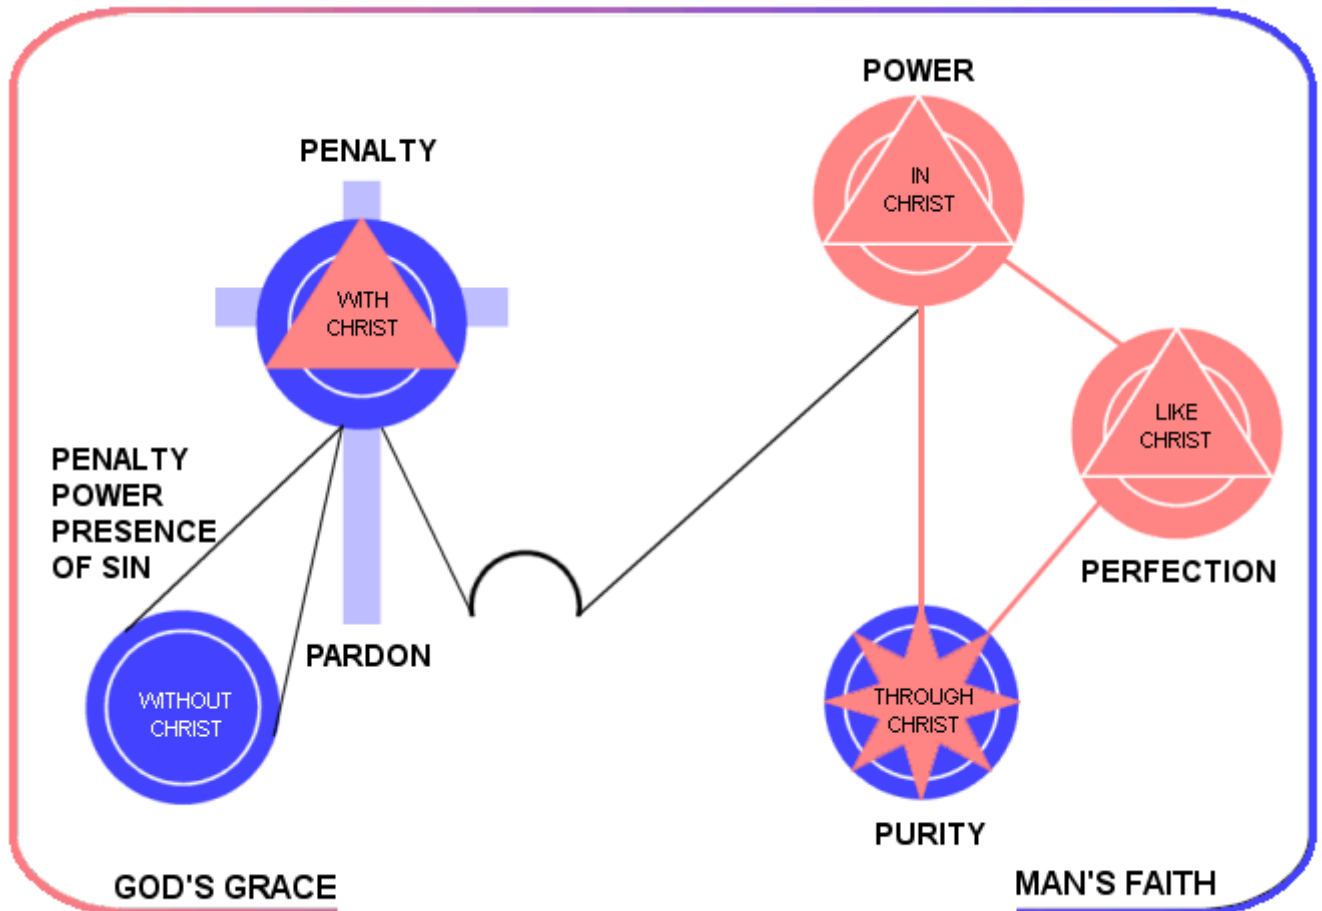 POWER
IN
CHRIST
PENALTY
WITH
CHRIST
LIKE
CHRIST
PERFECTION
PENALTY
POWER
PRESENCE
OF SIN
PARDON
WITHOUT
CHRIST
THROUGH
CHRIST
PURITY
GOD'S GRACE
MAN'S FAITH